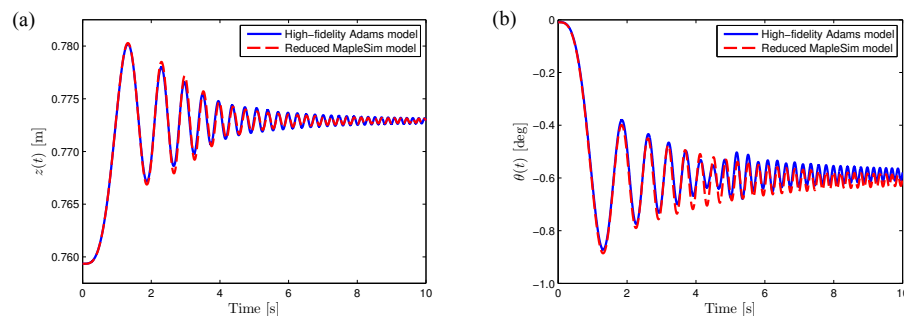 (a)
High-fidelity Adams model
Reduced MapleSim model
0.780
0.775
0.770
0.765
0.760
z(t) [m]
0 2 4 6 8 10
Time [s]
(b)
High-fidelity Adams model
Reduced MapleSim model
0
−0.2
−0.4
−0.6
−0.8
−1.0
θ(t) [deg]
0 2 4 6 8 10
Time [s]